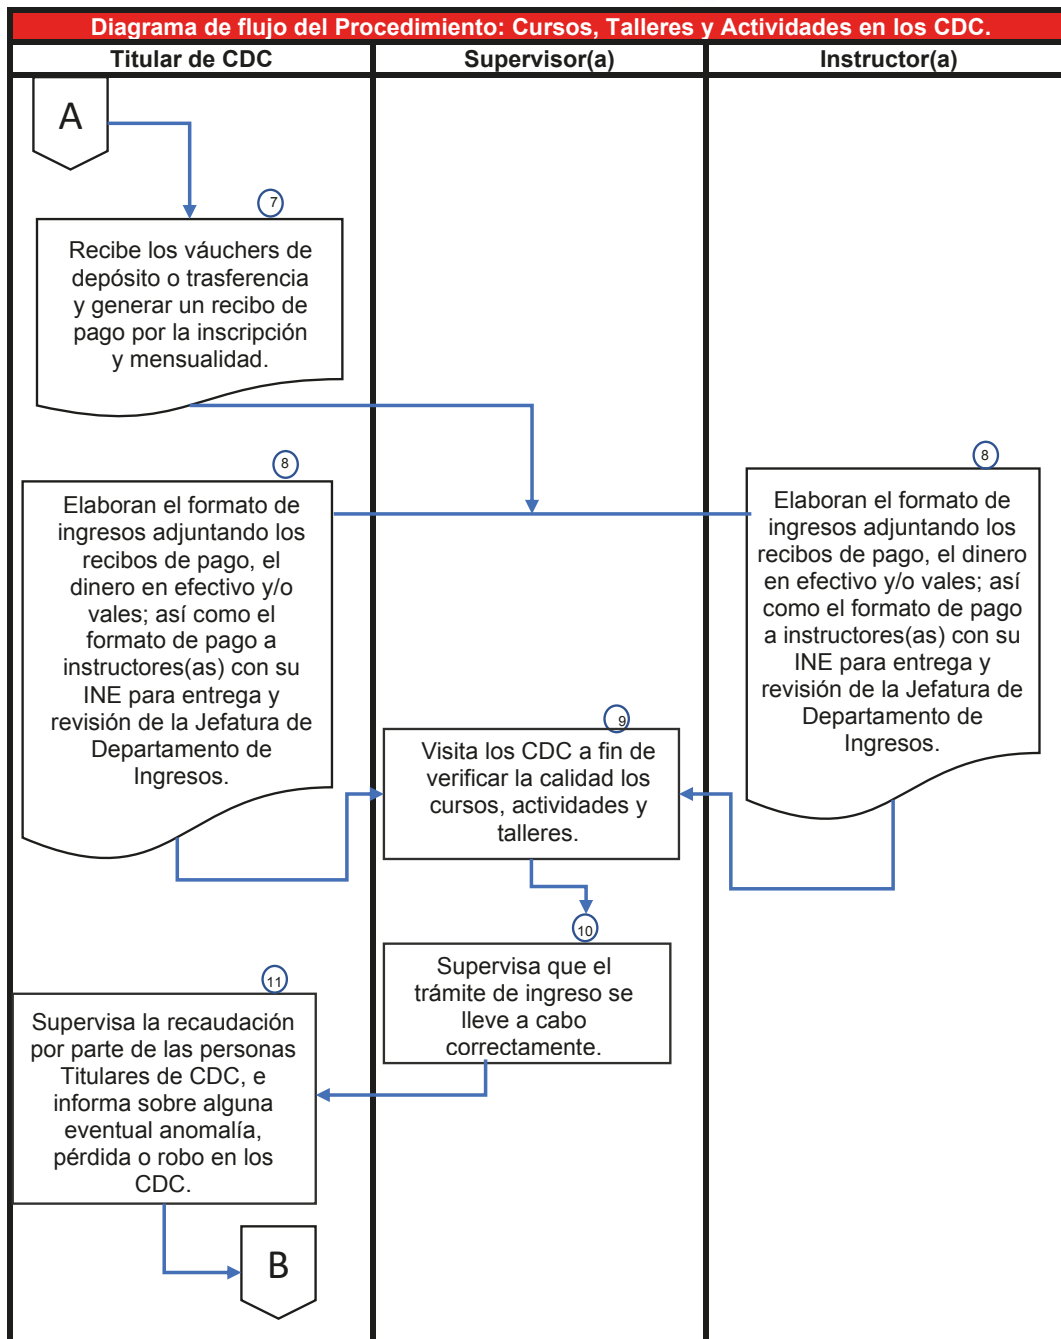 Diagrama de flujo del Procedimiento: Cursos, Talleres y Actividades en los CDC.
Titular de CDC
Supervisor(a)
Instructor(a)
A
7
Recibe los váuchers de
depósito o trasferencia
y generar un recibo de
pago por la inscripción
y mensualidad.
8
Elaboran el formato de
ingresos adjuntando los
recibos de pago, el
dinero en efectivo y/o
vales; así como el
formato de pago a
instructores(as) con su
INE para entrega y
revisión de la Jefatura de
Departamento de
Ingresos.
8
Elaboran el formato de
ingresos adjuntando los
recibos de pago, el dinero
en efectivo y/o vales; así
como el formato de pago
a instructores(as) con su
INE para entrega y
revisión de la Jefatura de
Departamento de
Ingresos.
9
Visita los CDC a fin de
verificar la calidad los
cursos, actividades y
talleres.
10
Supervisa que el
trámite de ingreso se
lleve a cabo
correctamente.
11
Supervisa la recaudación
por parte de las personas
Titulares de CDC, e
informa sobre alguna
eventual anomalía,
pérdida o robo en los
CDC.
B